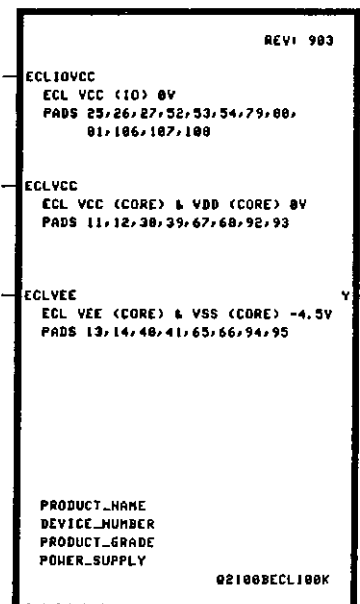 REV: 903
ECLIOVCC
ECL VCC (IO) 0V
PADS 25,26,27,52,53,54,79,80,
81,106,107,108
ECLVCC
ECL VCC (CORE) & VDD (CORE) 0V
PADS 11,12,38,39,67,68,92,93
ECLVEE Y
ECL VEE (CORE) & VSS (CORE) -4.5V
PADS 13,14,40,41,65,66,94,95
PRODUCT_NAME
DEVICE_NUMBER
PRODUCT_GRADE
POWER_SUPPLY
Q2100BECL100K